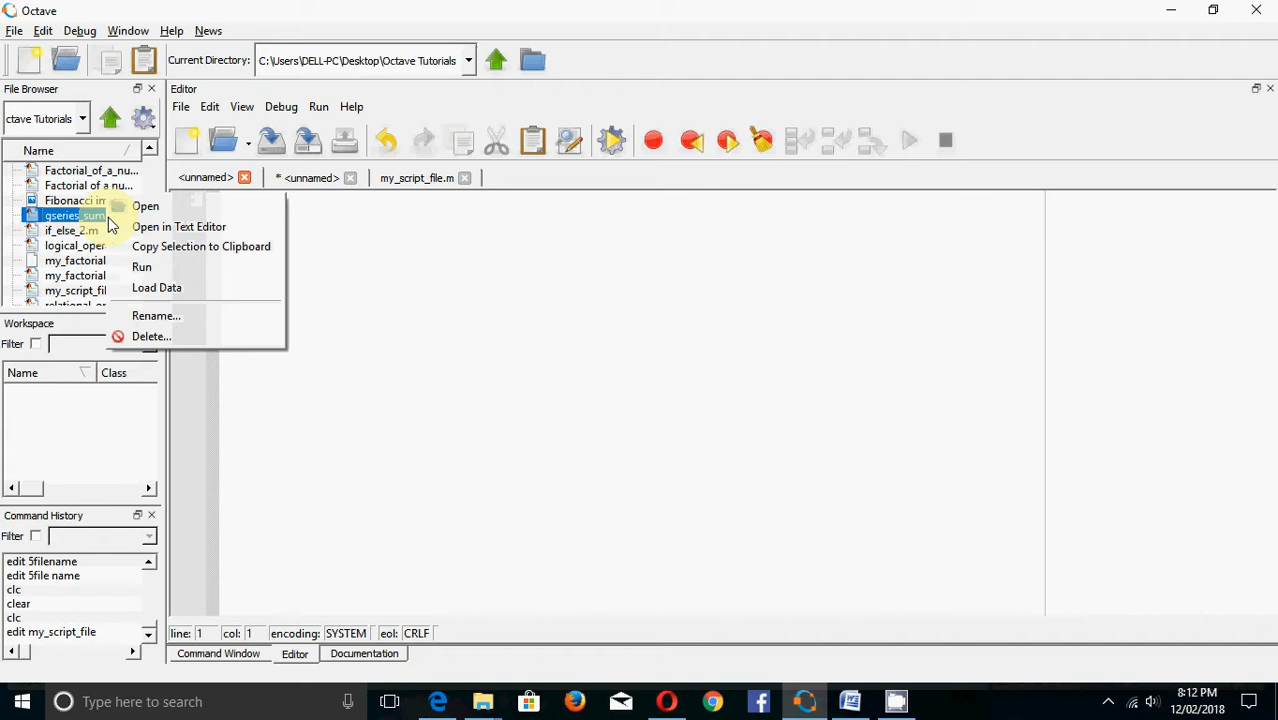 Octave
File Edit Debug Window Help News
Current Directory: C:\Users\DELL-PC\Desktop\Octave Tutorials
File Browser
ctave Tutorials
Name
Factorial_of_a_nu...
Factorial of a nu...
Fibonacci im
gseries_sum
if_else_2.m
logical_oper
my_factorial
my_factorial
my_script_fil
Open
Open in Text Editor
Copy Selection to Clipboard
Run
Load Data
Rename...
Delete...
Workspace
Filter
Name Class
Command History
Filter
edit 5filename
edit 5file name
clc
clear
clc
edit my_script_file
Editor
File Edit View Debug Run Help
<unnamed> * <unnamed> my_script_file.m
line: 1 col: 1 encoding: SYSTEM eol: CRLF
Command Window Editor Documentation
Type here to search
8:12 PM
12/02/2018